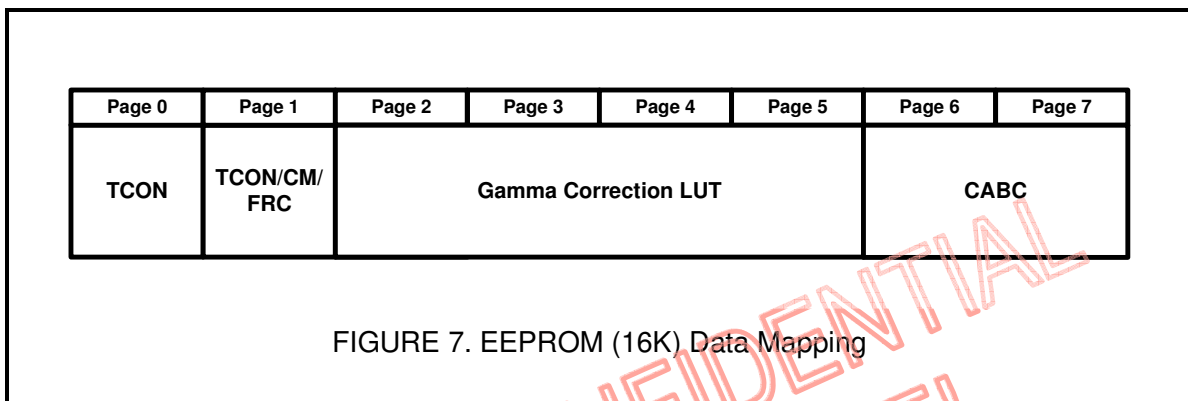 Page 0 Page 1 Page 2 Page 3 Page 4 Page 5 Page 6 Page 7
TCON TCON/CM/
FRC Gamma Correction LUT CABC
FIGURE 7. EEPROM (16K) Data Mapping